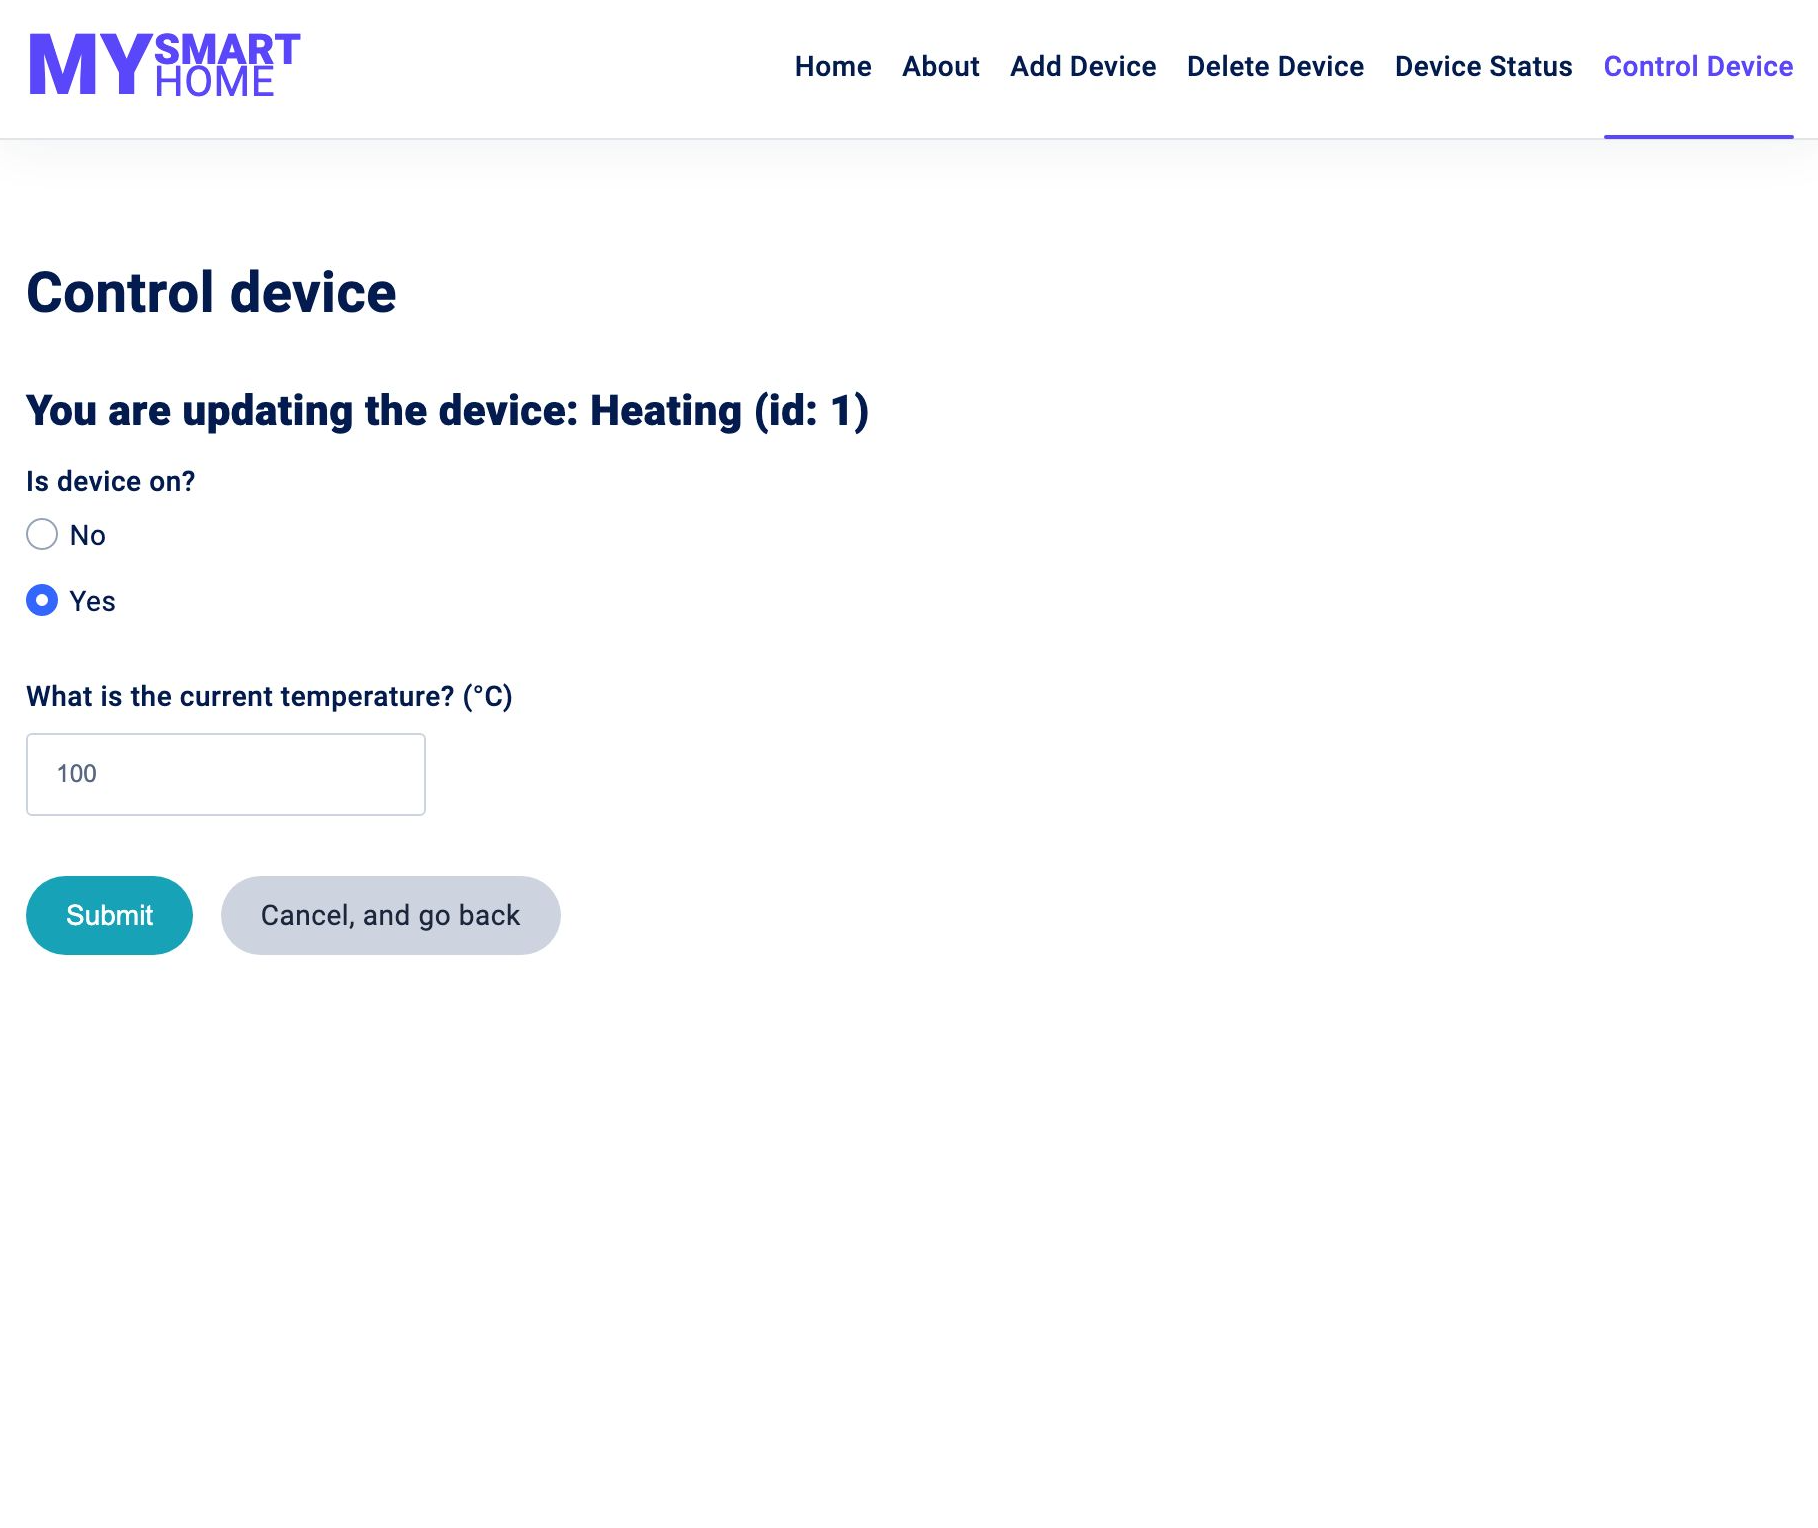 MY SMART HOME
Home About Add Device Delete Device Device Status Control Device
Control device
You are updating the device: Heating (id: 1)
Is device on?
No
Yes
What is the current temperature? (°C)
100
Submit Cancel, and go back